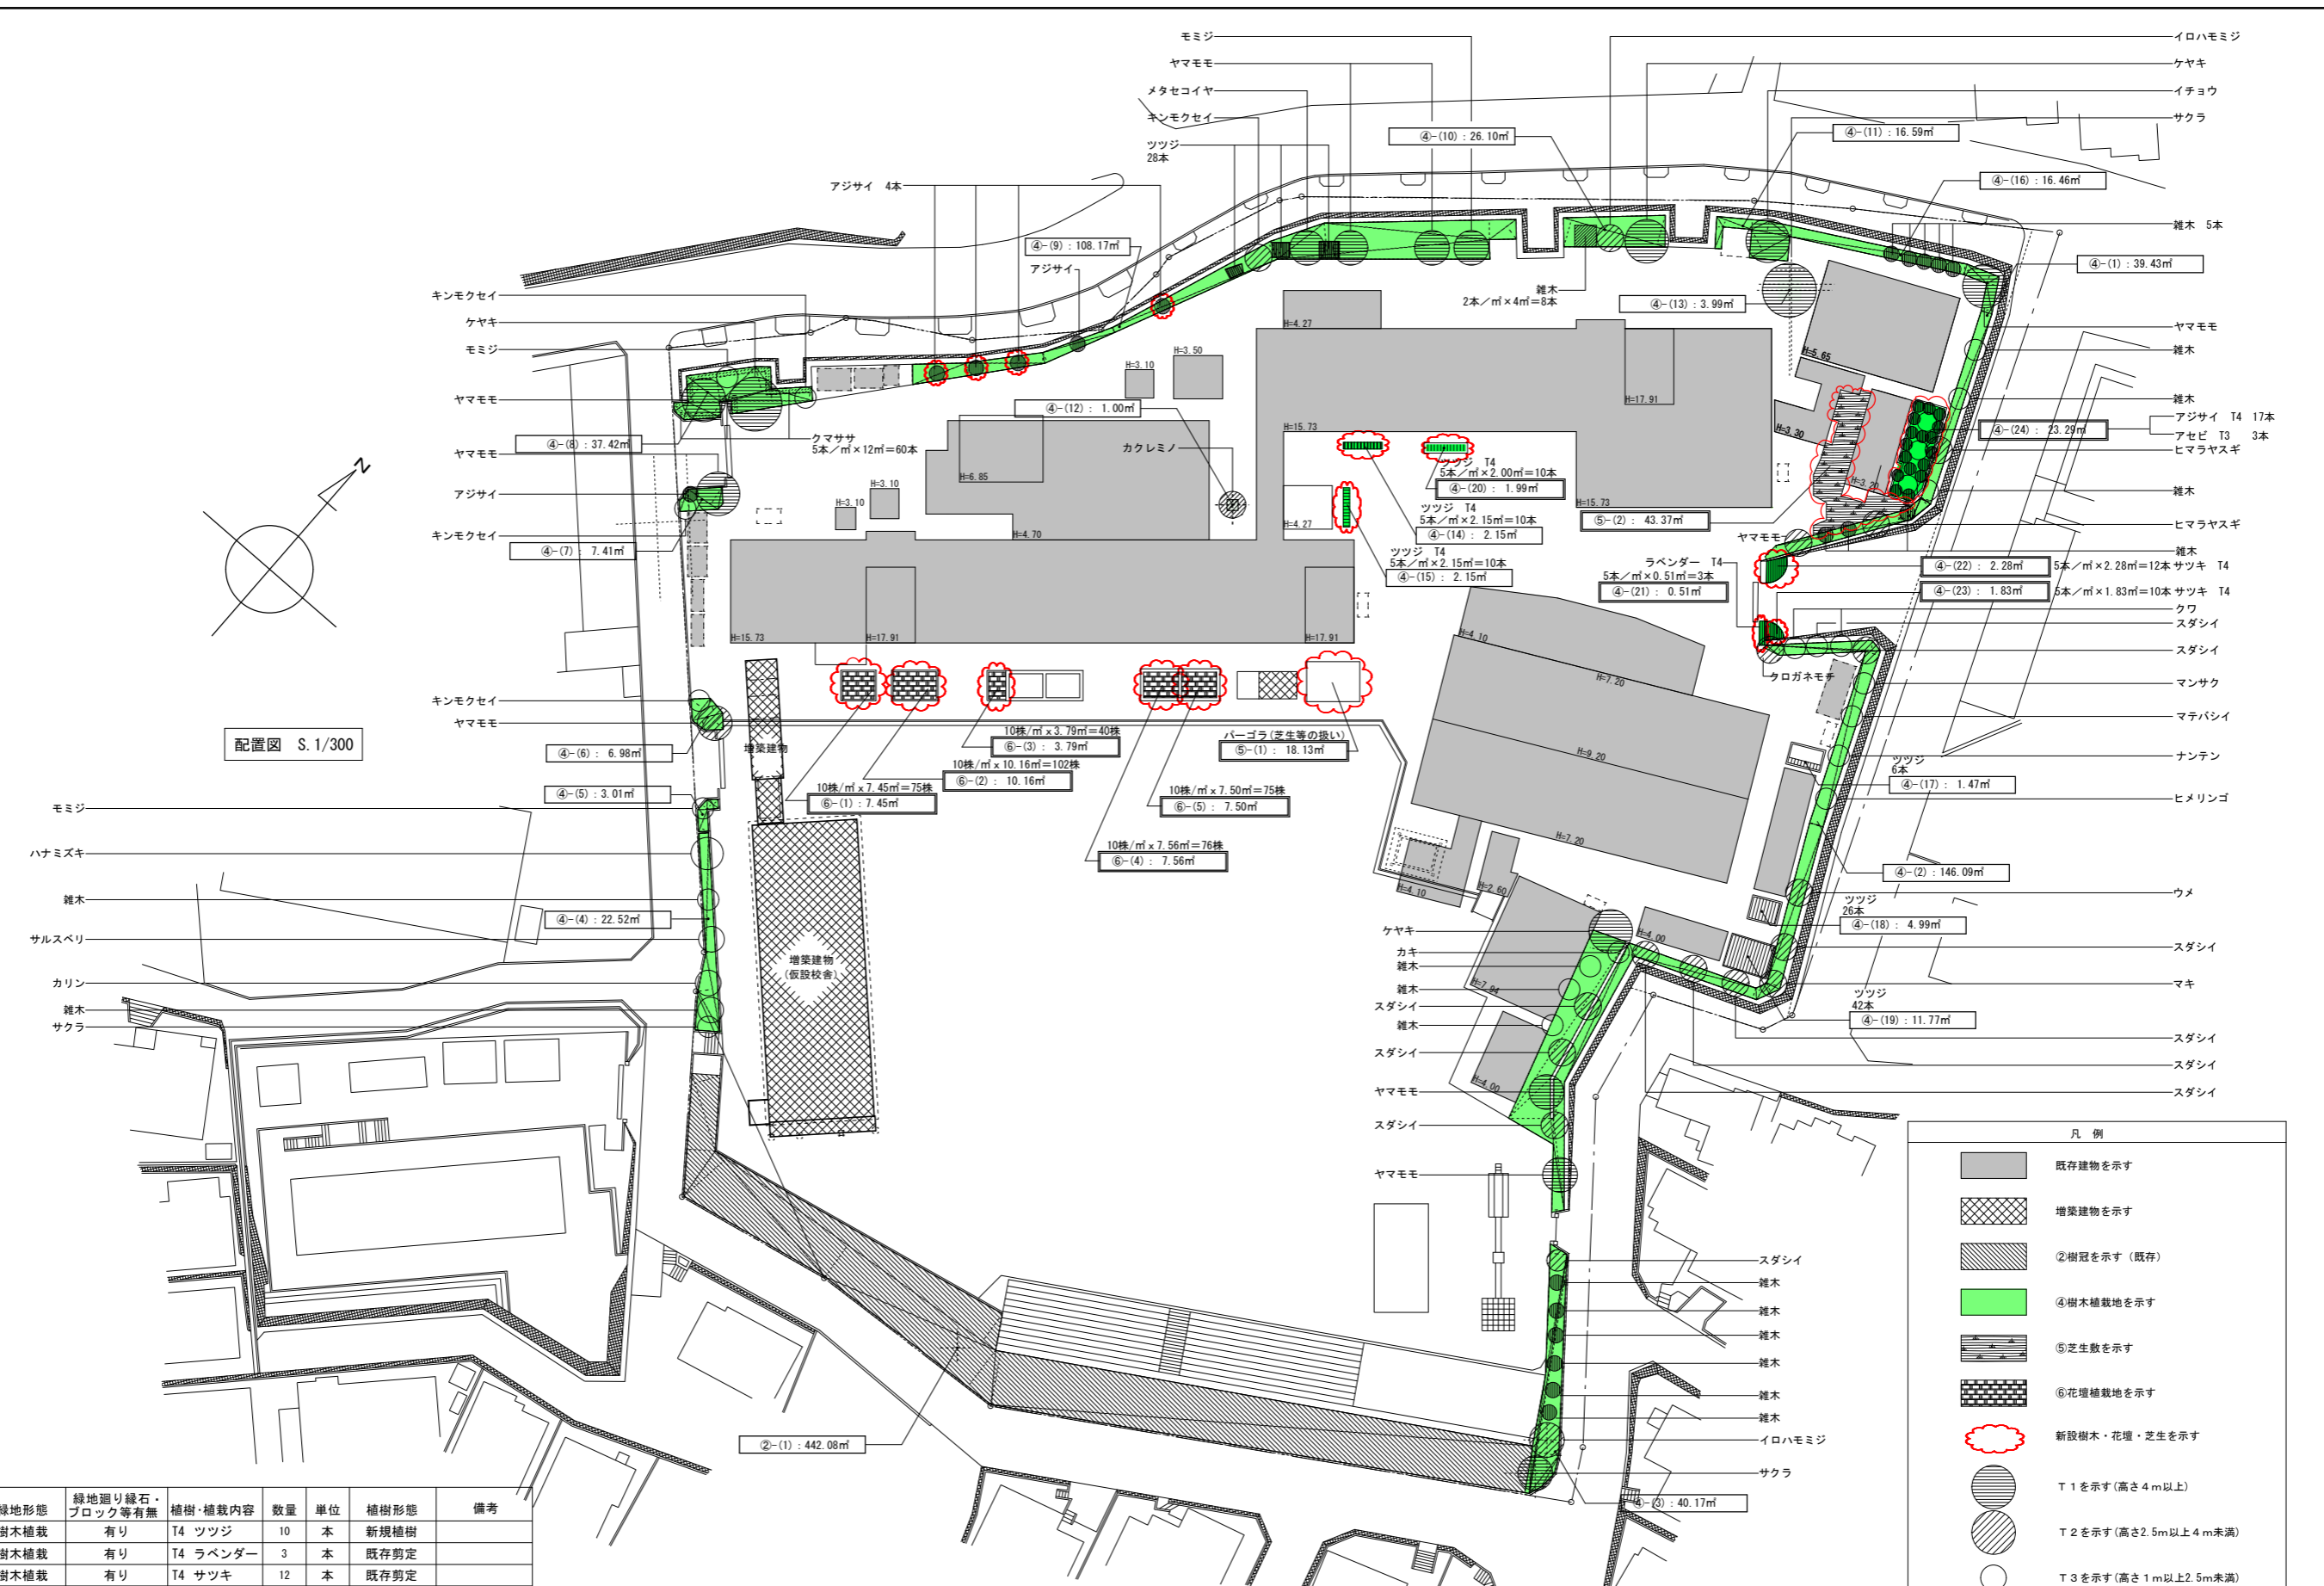 モミジ
ヤマモモ
メタセコイヤ
キンモクセイ
ツツジ
28本
アジサイ 4本
④-(9) : 108.17㎡
アジサイ
④-(10) : 26.10㎡
イロハモミジ
ケヤキ
イチョウ
サクラ
④-(11) : 16.59㎡
④-(16) : 16.46㎡
雑木 5本
④-(1) : 39.43㎡
雑木
2本/㎡×4㎡=8本
④-(13) : 3.99㎡
キンモクセイ
ケヤキ
モミジ
ヤマモモ
④-(8) : 37.42㎡
クマササ
5本/㎡×12㎡=60本
ヤマモモ
アジサイ
キンモクセイ
④-(7) : 7.41㎡
H=3.10
H=3.50
④-(12) : 1.00㎡
カクレミノ
H=6.85
H=3.10
H=3.10
H=4.70
H=4.27
H=15.73
H=4.27
H=17.91
H=15.73
H=5.65
H=3.30
H=3.20
ヤマモモ
雑木
雑木
アジサイ T4 17本
アセビ T3 3本
④-(24) : 23.29㎡
ヒマラヤスギ
雑木
ヒマラヤスギ
雑木
ヤマモモ
ツツジ T4
5本/㎡×2.00㎡=10本
④-(20) : 1.99㎡
ツツジ T4
5本/㎡×2.15㎡=10本
④-(14) : 2.15㎡
ツツジ T4
5本/㎡×2.15㎡=10本
④-(15) : 2.15㎡
⑤-(2) : 43.37㎡
ラベンダー T4
5本/㎡×0.51㎡=3本
④-(21) : 0.51㎡
④-(22) : 2.28㎡ 5本/㎡×2.28㎡=12本 サツキ T4
④-(23) : 1.83㎡ 5本/㎡×1.83㎡=10本 サツキ T4
クワ
スダシイ
スダシイ
クロガネモチ
マンサク
マテバシイ
ナンテン
ツツジ
6本
④-(17) : 1.47㎡
ヒメリンゴ
④-(2) : 146.09㎡
ウメ
ツツジ
26本
④-(18) : 4.99㎡
スダシイ
マキ
ツツジ
42本
④-(19) : 11.77㎡
スダシイ
スダシイ
スダシイ
H=15.73
H=17.91
H=17.91
H=4.10
H=7.20
H=9.20
H=7.20
H=4.10
H=2.60
H=4.00
H=7.94
H=4.00
Z
配置図 S.1/300
キンモクセイ
ヤマモモ
④-(6) : 6.98㎡
④-(5) : 3.01㎡
増築建物
10株/㎡×7.45㎡=75株
⑥-(1) : 7.45㎡
10株/㎡×10.16㎡=102株
⑥-(2) : 10.16㎡
10株/㎡×3.79㎡=40株
⑥-(3) : 3.79㎡
10株/㎡×7.56㎡=76株
⑥-(4) : 7.56㎡
10株/㎡×7.50㎡=75株
⑥-(5) : 7.50㎡
パーゴラ(芝生等の扱い)
⑤-(1) : 18.13㎡
モミジ
ハナミズキ
雑木
④-(4) : 22.52㎡
サルスベリ
カリン
雑木
サクラ
増築建物
(仮設校舎)
ケヤキ
カキ
雑木
雑木
スダシイ
雑木
スダシイ
ヤマモモ
スダシイ
ヤマモモ
スダシイ
雑木
雑木
雑木
雑木
雑木
雑木
イロハモミジ
サクラ
④-(3) : 40.17㎡
②-(1) : 442.08㎡
凡 例
既存建物を示す
増築建物を示す
②樹冠を示す(既存)
④樹木植栽地を示す
⑤芝生敷を示す
⑥花壇植栽地を示す
新設樹木・花壇・芝生を示す
T1を示す(高さ4m以上)
T2を示す(高さ2.5m以上4m未満)
T3を示す(高さ1m以上2.5m未満)
緑地形態 緑地廻り縁石・ブロック等有無 植樹・植栽内容 数量 単位 植樹形態 備考
樹木植栽 有り T4 ツツジ 10 本 新規植樹
樹木植栽 有り T4 ラベンダー 3 本 既存剪定
樹木植栽 有り T4 サツキ 12 本 既存剪定